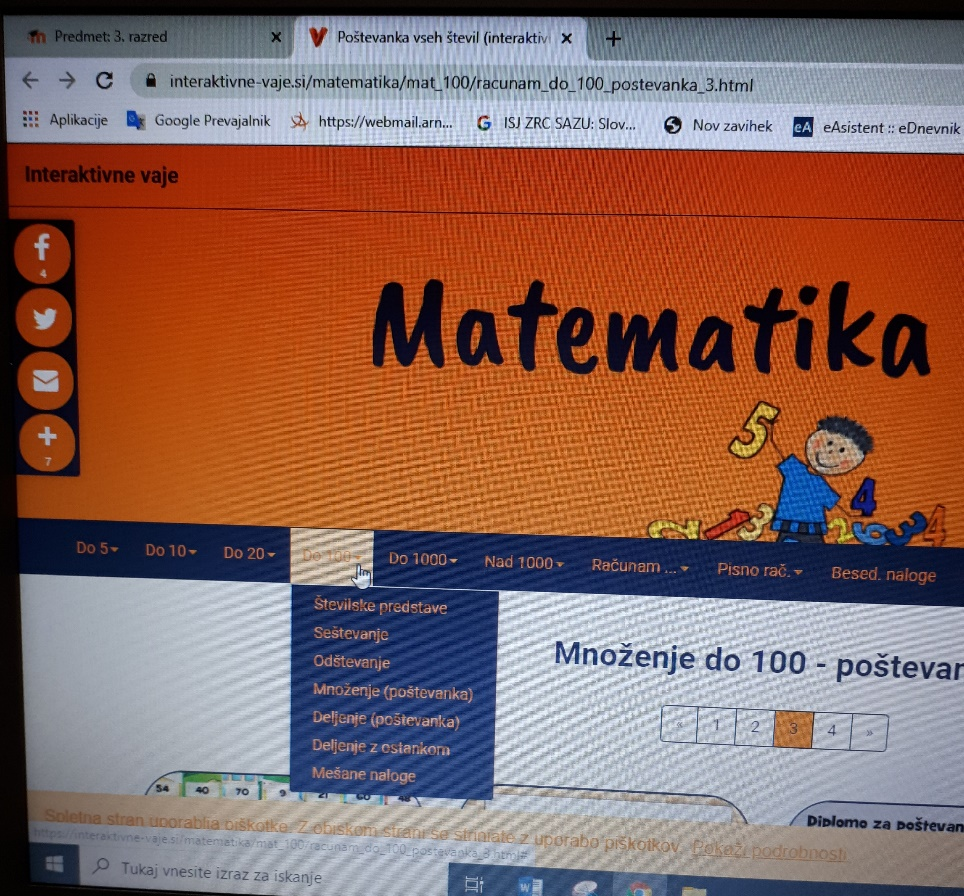 Predmet: 3. razred
Poštevanka vseh števil (interaktiv
interaktivne-vaje.si/matematika/mat_100/racunam_do_100_postevanka_3.html
Aplikacije Google Prevajalnik https://webmail.arn... ISJ ZRC SAZU: Slov... Nov zavihek eA eAsistent :: eDnevnik
Interaktivne vaje
4
7
Matematika
5
4
Do 5 Do 10 Do 20 Do 100 Do 1000 Nad 1000 Računam ... Pisno rač. Besed. naloge
Številske predstave
Seštevanje
Odštevanje
Množenje (poštevanka)
Deljenje (poštevanka)
Deljenje z ostankom
Mešane naloge
Množenje do 100 - poštevan
« 1 2 3 4 »
54 40 70 9 21 60 48
Diplomo za poštevan
Spletna stran uporablja piškotke. Z obiskom strani se strinjate z uporabo piškotkov. Pokaži podrobnosti
https://interaktivne-vaje.si/matematika/mat_100/racunam_do_100_postevanka_3.html#
Tukaj vnesite izraz za iskanje